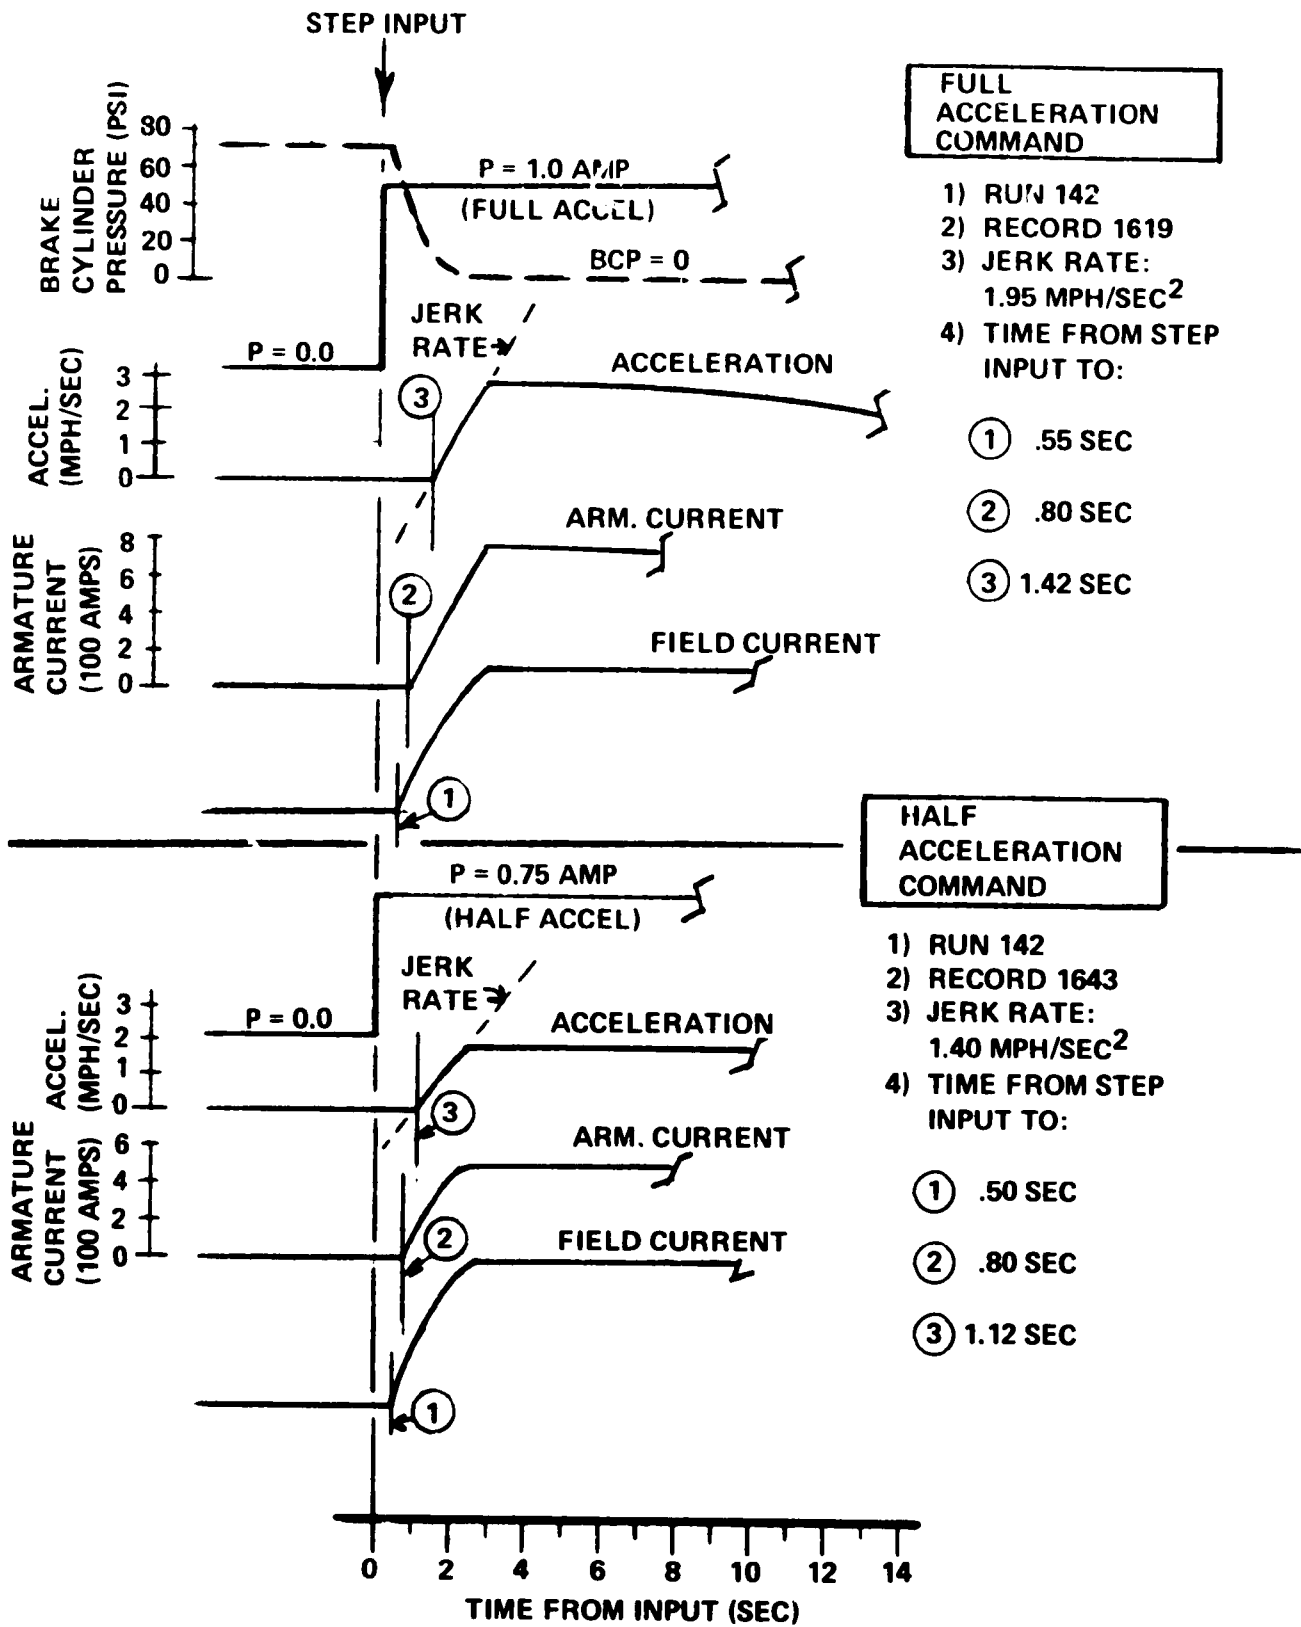 STEP INPUT
BRAKE
CYLINDER
PRESSURE (PSI)
80
60
40
20
0
P = 1.0 AMP
(FULL ACCEL)
BCP = 0
P = 0.0
JERK
RATE
ACCEL.
(MPH/SEC)
3
2
1
0
3
ACCELERATION
ARMATURE
CURRENT
(100 AMPS)
8
6
4
2
0
2
ARM. CURRENT
FIELD CURRENT
1
FULL
ACCELERATION
COMMAND
1) RUN 142
2) RECORD 1619
3) JERK RATE:
1.95 MPH/SEC2
4) TIME FROM STEP
INPUT TO:
1 .55 SEC
2 .80 SEC
3 1.42 SEC
HALF
ACCELERATION
COMMAND
P = 0.75 AMP
(HALF ACCEL)
P = 0.0
JERK
RATE
ACCEL.
(MPH/SEC)
3
2
1
0
ACCELERATION
3
ARMATURE
CURRENT
(100 AMPS)
6
4
2
0
ARM. CURRENT
2
FIELD CURRENT
1
1) RUN 142
2) RECORD 1643
3) JERK RATE:
1.40 MPH/SEC2
4) TIME FROM STEP
INPUT TO:
1 .50 SEC
2 .80 SEC
3 1.12 SEC
0 2 4 6 8 10 12 14
TIME FROM INPUT (SEC)